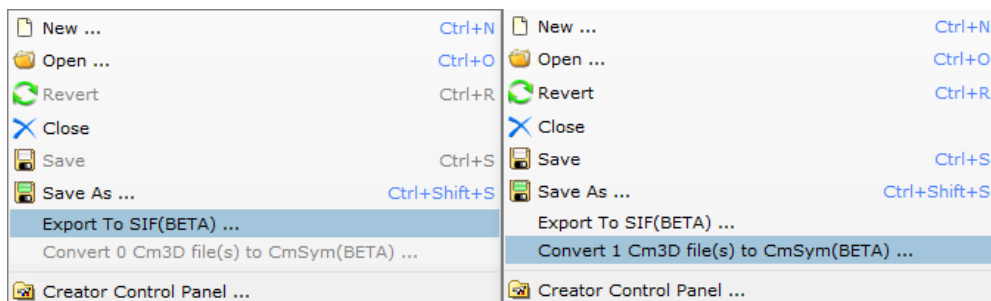 New ... Ctrl+N
Open ... Ctrl+O
Revert Ctrl+R
Close
Save Ctrl+S
Save As ... Ctrl+Shift+S
Export To SIF(BETA) ...
Convert 0 Cm3D file(s) to CmSym(BETA) ...
Creator Control Panel ...
New ... Ctrl+N
Open ... Ctrl+O
Revert Ctrl+R
Close
Save Ctrl+S
Save As ... Ctrl+Shift+S
Export To SIF(BETA) ...
Convert 1 Cm3D file(s) to CmSym(BETA) ...
Creator Control Panel ...